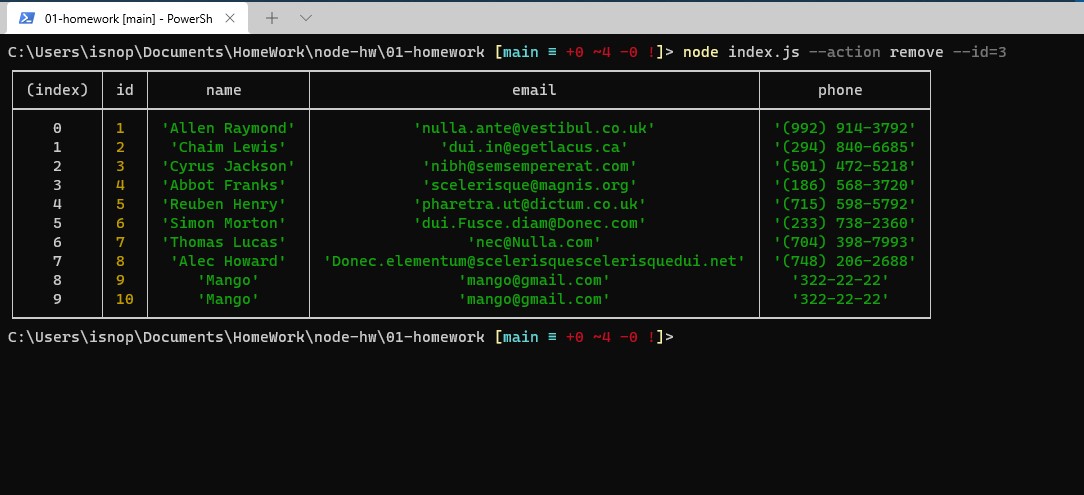 01-homework [main] - PowerSh
C:\Users\isnop\Documents\HomeWork\node-hw\01-homework [main ≡ +0 ~4 -0 !]> node index.js --action remove --id=3
(index) id name email phone
0 1 'Allen Raymond' 'nulla.ante@vestibul.co.uk' '(992) 914-3792'
1 2 'Chaim Lewis' 'dui.in@egetlacus.ca' '(294) 840-6685'
2 3 'Cyrus Jackson' 'nibh@semsempererat.com' '(501) 472-5218'
3 4 'Abbot Franks' 'scelerisque@magnis.org' '(186) 568-3720'
4 5 'Reuben Henry' 'pharetra.ut@dictum.co.uk' '(715) 598-5792'
5 6 'Simon Morton' 'dui.Fusce.diam@Donec.com' '(233) 738-2360'
6 7 'Thomas Lucas' 'nec@Nulla.com' '(704) 398-7993'
7 8 'Alec Howard' 'Donec.elementum@scelerisquescelerisquedui.net' '(748) 206-2688'
8 9 'Mango' 'mango@gmail.com' '322-22-22'
9 10 'Mango' 'mango@gmail.com' '322-22-22'
C:\Users\isnop\Documents\HomeWork\node-hw\01-homework [main ≡ +0 ~4 -0 !]>